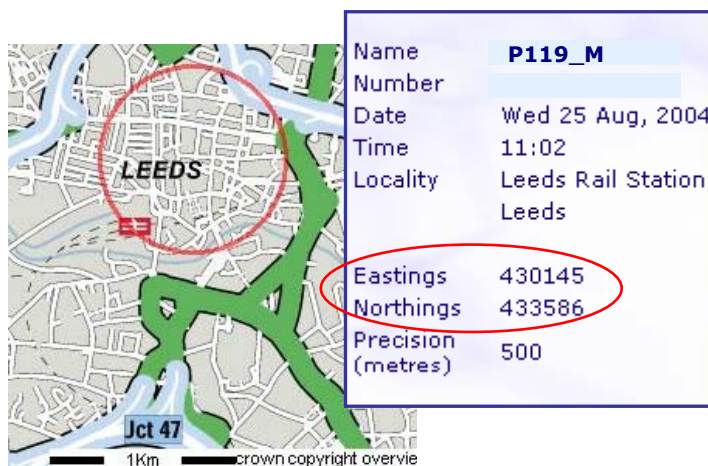 LEEDS
Jct 47
1Km
crown copyright overvie
Name P119_M
Number
Date Wed 25 Aug, 2004
Time 11:02
Locality Leeds Rail Station
Leeds
Eastings 430145
Northings 433586
Precision
(metres) 500